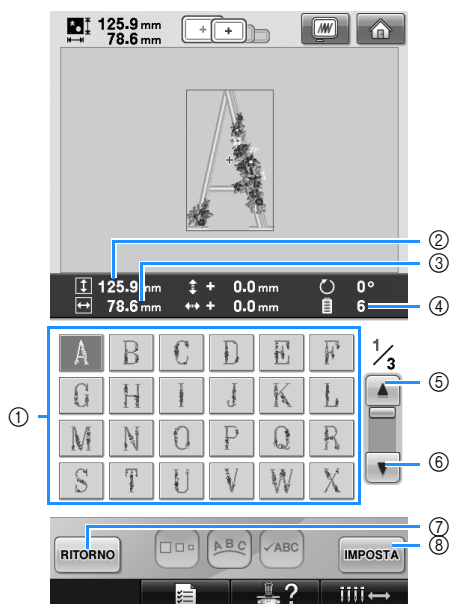 125.9 mm
78.6 mm
②
③
125.9 mm + 0.0 mm 0°
78.6 mm + 0.0 mm 6
④
A B C D E F 1/3
⑤
G H I J K L
①
M N O P Q R
⑥
S T U V W X
⑦
RITORNO ABC ✓ABC IMPOSTA
⑧
?